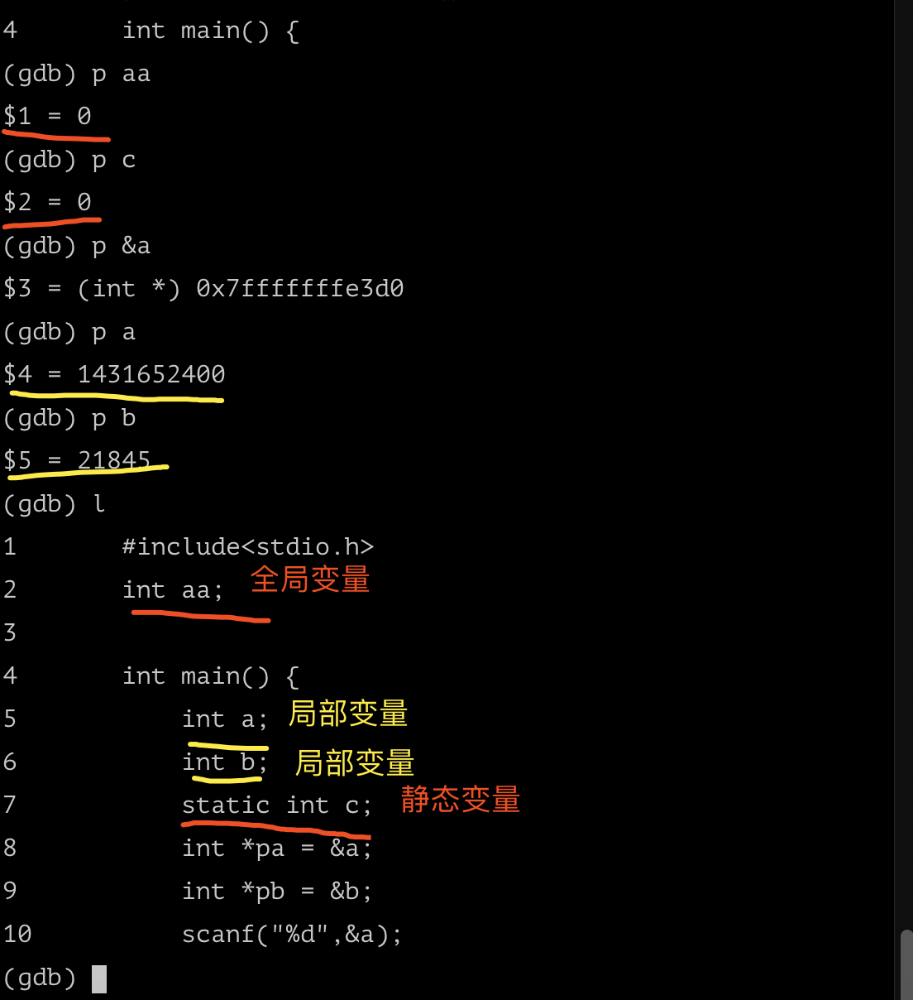 4 int main() {
(gdb) p aa
$1 = 0
(gdb) p c
$2 = 0
(gdb) p &a
$3 = (int *) 0x7fffffffe3d0
(gdb) p a
$4 = 1431652400
(gdb) p b
$5 = 21845
(gdb) l
1 #include<stdio.h>
2 int aa; 全局变量
3
4 int main() {
5 int a; 局部变量
6 int b; 局部变量
7 static int c; 静态变量
8 int *pa = &a;
9 int *pb = &b;
10 scanf("%d",&a);
(gdb)